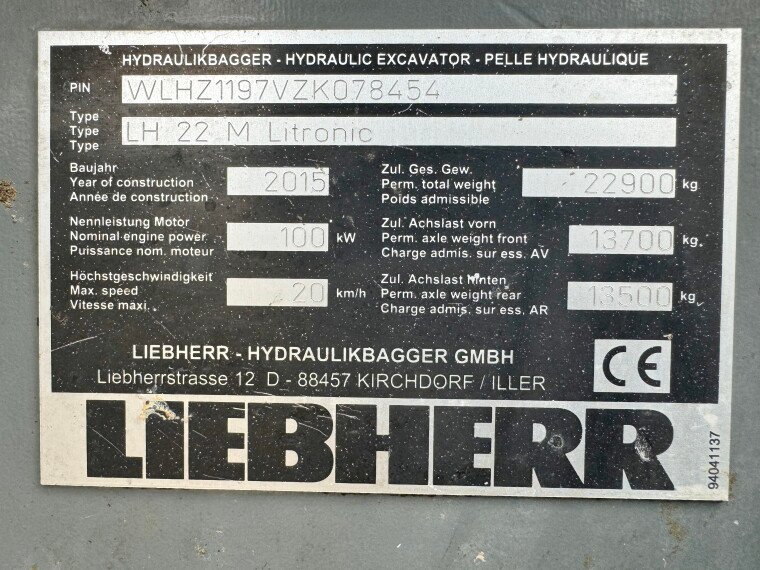 HYDRAULIKBAGGER - HYDRAULIC EXCAVATOR - PELLE HYDRAULIQUE
PIN WLHZ1197VZK078454
Type
Type LH 22 M Litronic
Type
Baujahr
Year of construction 2015
Année de construction
Zul. Ges. Gew.
Perm. total weight 22900 kg
Poids admissible
Nennleistung Motor
Nominal engine power 100 kW
Puissance nom. moteur
Zul. Achslast vorn
Perm. axle weight front 13700 kg
Charge admis. sur ess. AV
Höchstgeschwindigkeit
Max. speed 20 km/h
Vitesse maxi.
Zul. Achslast hinten
Perm. axle weight rear 13500 kg
Charge admis. sur ess. AR
LIEBHERR - HYDRAULIKBAGGER GMBH
Liebherrstrasse 12 D - 88457 KIRCHDORF / ILLER
CE
LIEBHERR
94041137